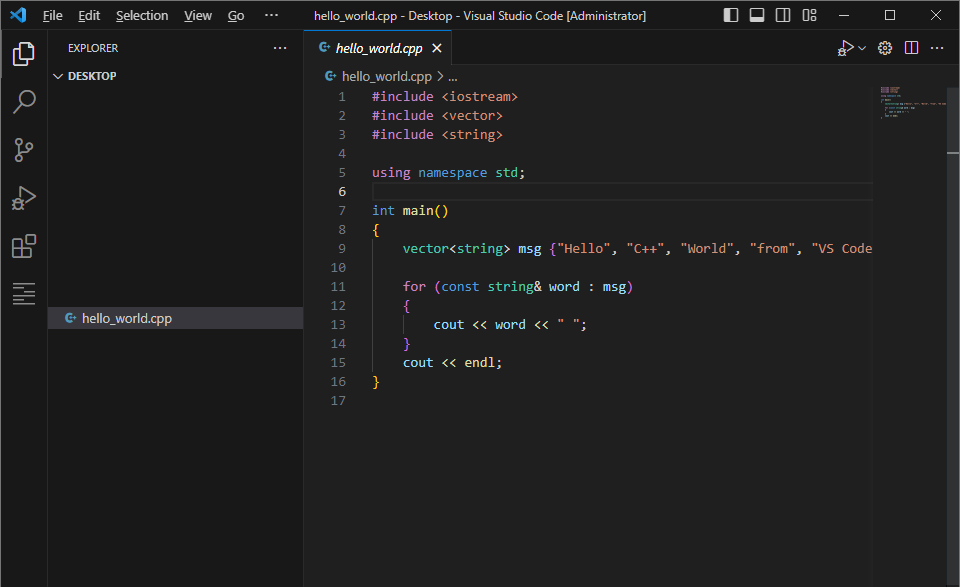 File Edit Selection View Go ··· hello_world.cpp - Desktop - Visual Studio Code [Administrator]
EXPLORER ···
DESKTOP
hello_world.cpp
hello_world.cpp
hello_world.cpp > ...
1 #include <iostream>
2 #include <vector>
3 #include <string>
4
5 using namespace std;
6
7 int main()
8 {
9 vector<string> msg {"Hello", "C++", "World", "from", "VS Code
10
11 for (const string& word : msg)
12 {
13 cout << word << " ";
14 }
15 cout << endl;
16 }
17